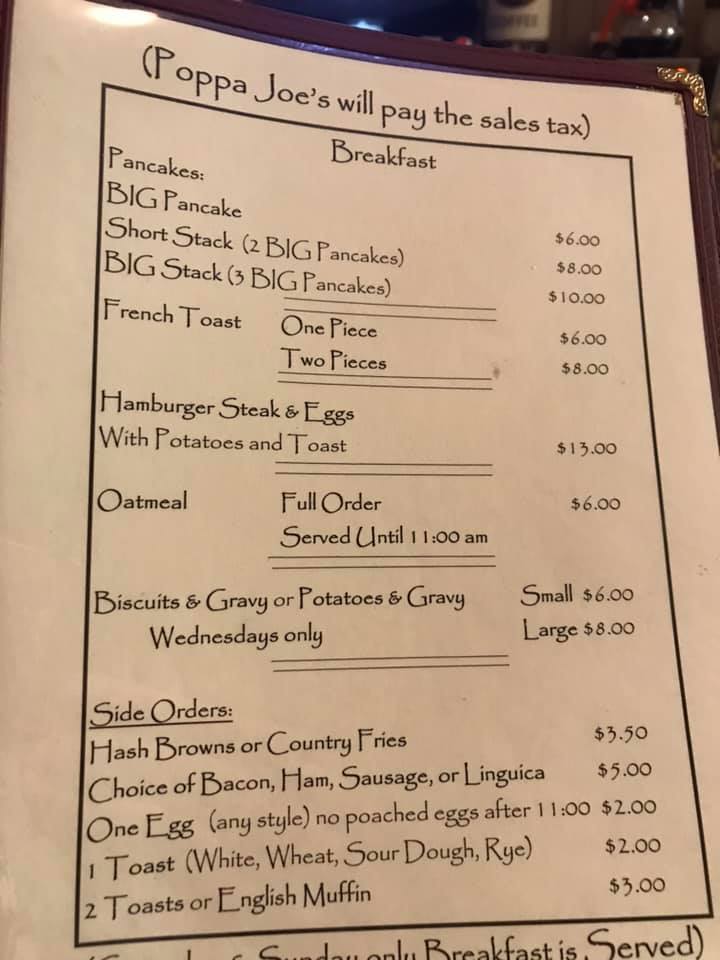 (Poppa Joe's will pay the sales tax)
Breakfast
Pancakes:
BIG Pancake $6.00
Short Stack (2 BIG Pancakes) $8.00
BIG Stack (3 BIG Pancakes) $10.00
French Toast One Piece $6.00
Two Pieces $8.00
Hamburger Steak & Eggs
With Potatoes and Toast $13.00
Oatmeal Full Order $6.00
Served Until 11:00 am
Biscuits & Gravy or Potatoes & Gravy Small $6.00
Wednesdays only Large $8.00
Side Orders:
Hash Browns or Country Fries $3.50
Choice of Bacon, Ham, Sausage, or Linguica $5.00
One Egg (any style) no poached eggs after 11:00 $2.00
1 Toast (White, Wheat, Sour Dough, Rye) $2.00
2 Toasts or English Muffin $3.00
Sunday only Breakfast is Served)